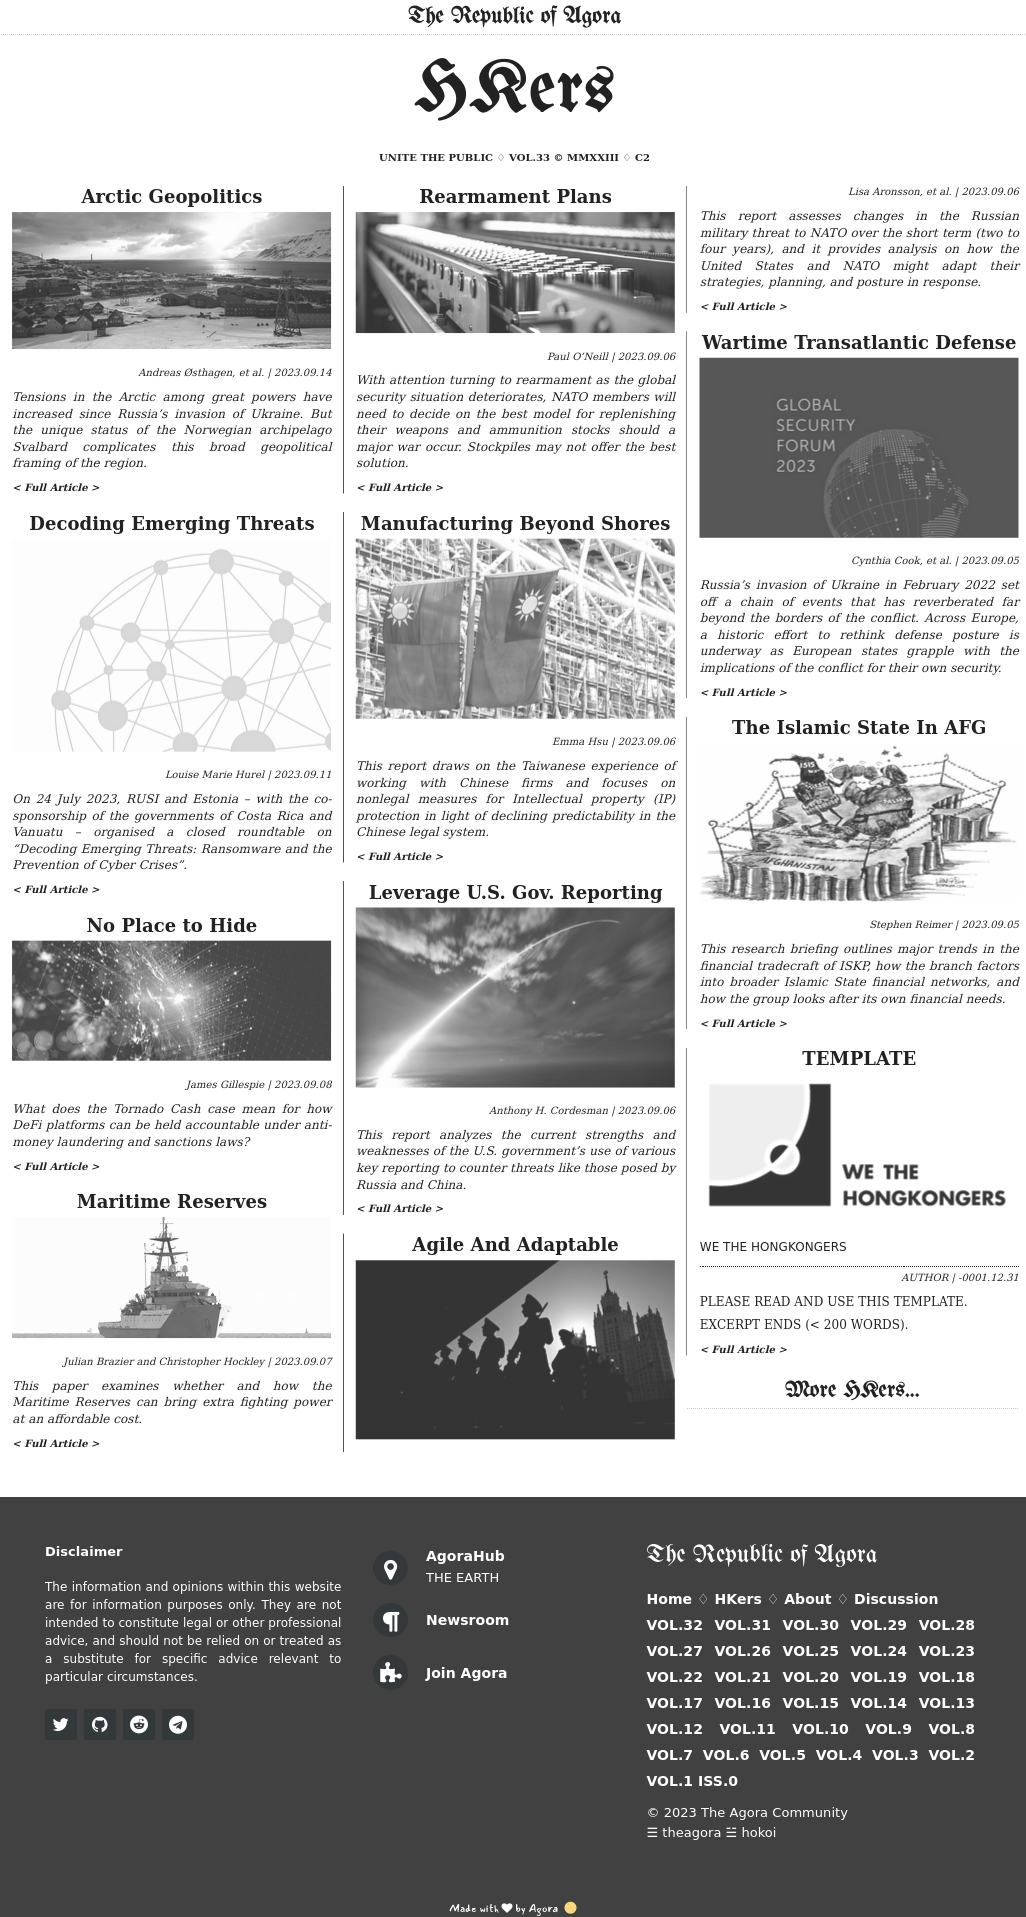 The Republic of Agora
HKers
UNITE THE PUBLIC ♢ VOL.33 © MMXXIII ♢ C2
Arctic Geopolitics
Andreas Østhagen, et al. | 2023.09.14
Tensions in the Arctic among great powers have
increased since Russia’s invasion of Ukraine. But
the unique status of the Norwegian archipelago
Svalbard complicates this broad geopolitical
framing of the region.
< Full Article >
Decoding Emerging Threats
Louise Marie Hurel | 2023.09.11
On 24 July 2023, RUSI and Estonia – with the co-
sponsorship of the governments of Costa Rica and
Vanuatu – organised a closed roundtable on
“Decoding Emerging Threats: Ransomware and the
Prevention of Cyber Crises”.
< Full Article >
No Place to Hide
James Gillespie | 2023.09.08
What does the Tornado Cash case mean for how
DeFi platforms can be held accountable under anti-
money laundering and sanctions laws?
< Full Article >
Maritime Reserves
Julian Brazier and Christopher Hockley | 2023.09.07
This paper examines whether and how the
Maritime Reserves can bring extra fighting power
at an affordable cost.
< Full Article >
Rearmament Plans
Paul O’Neill | 2023.09.06
With attention turning to rearmament as the global
security situation deteriorates, NATO members will
need to decide on the best model for replenishing
their weapons and ammunition stocks should a
major war occur. Stockpiles may not offer the best
solution.
< Full Article >
Manufacturing Beyond Shores
Emma Hsu | 2023.09.06
This report draws on the Taiwanese experience of
working with Chinese firms and focuses on
nonlegal measures for Intellectual property (IP)
protection in light of declining predictability in the
Chinese legal system.
< Full Article >
Leverage U.S. Gov. Reporting
Anthony H. Cordesman | 2023.09.06
This report analyzes the current strengths and
weaknesses of the U.S. government’s use of various
key reporting to counter threats like those posed by
Russia and China.
< Full Article >
Agile And Adaptable
Lisa Aronsson, et al. | 2023.09.06
This report assesses changes in the Russian
military threat to NATO over the short term (two to
four years), and it provides analysis on how the
United States and NATO might adapt their
strategies, planning, and posture in response.
< Full Article >
Wartime Transatlantic Defense
GLOBAL
SECURITY
FORUM
2023
Cynthia Cook, et al. | 2023.09.05
Russia’s invasion of Ukraine in February 2022 set
off a chain of events that has reverberated far
beyond the borders of the conflict. Across Europe,
a historic effort to rethink defense posture is
underway as European states grapple with the
implications of the conflict for their own security.
< Full Article >
The Islamic State In AFG
ISIS
AFGHANISTAN
Stephen Reimer | 2023.09.05
This research briefing outlines major trends in the
financial tradecraft of ISKP, how the branch factors
into broader Islamic State financial networks, and
how the group looks after its own financial needs.
< Full Article >
TEMPLATE
WE THE
HONGKONGERS
WE THE HONGKONGERS
AUTHOR | -0001.12.31
PLEASE READ AND USE THIS TEMPLATE.
EXCERPT ENDS (< 200 WORDS).
< Full Article >
More HKers...
Disclaimer
The information and opinions within this website
are for information purposes only. They are not
intended to constitute legal or other professional
advice, and should not be relied on or treated as
a substitute for specific advice relevant to
particular circumstances.
AgoraHub
THE EARTH
Newsroom
Join Agora
The Republic of Agora
Home ♢ HKers ♢ About ♢ Discussion
VOL.32 VOL.31 VOL.30 VOL.29 VOL.28
VOL.27 VOL.26 VOL.25 VOL.24 VOL.23
VOL.22 VOL.21 VOL.20 VOL.19 VOL.18
VOL.17 VOL.16 VOL.15 VOL.14 VOL.13
VOL.12 VOL.11 VOL.10 VOL.9 VOL.8
VOL.7 VOL.6 VOL.5 VOL.4 VOL.3 VOL.2
VOL.1 ISS.0
© 2023 The Agora Community
☰ theagora ☱ hokoi
Made with ❤ by Agora